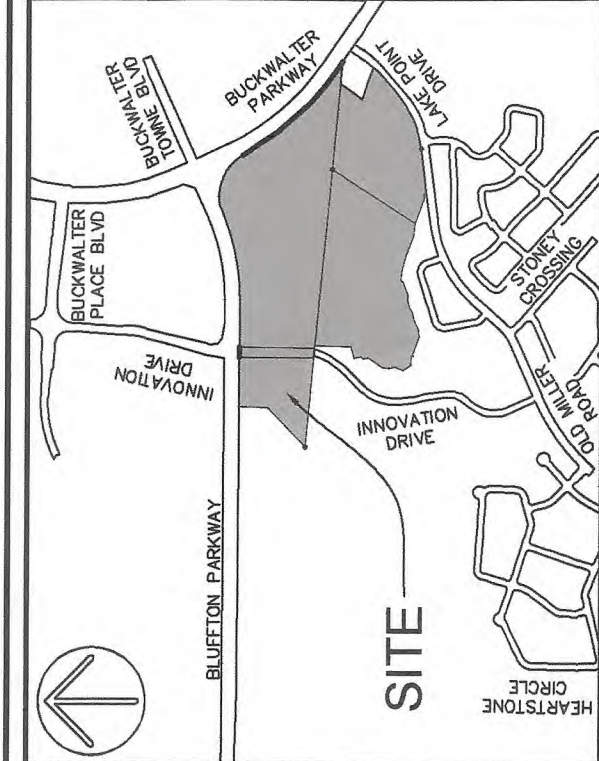 BUCKWALTER
TOWNE BLVD
BUCKWALTER
PARKWAY
LAKE POINT
DRIVE
BUCKWALTER
PLACE BLVD
INNOVATION
DRIVE
STONEY
CROSSING
INNOVATION
DRIVE
OLD MILLER
ROAD
BLUFFTON PARKWAY
SITE
HEARTSTONE
CIRCLE